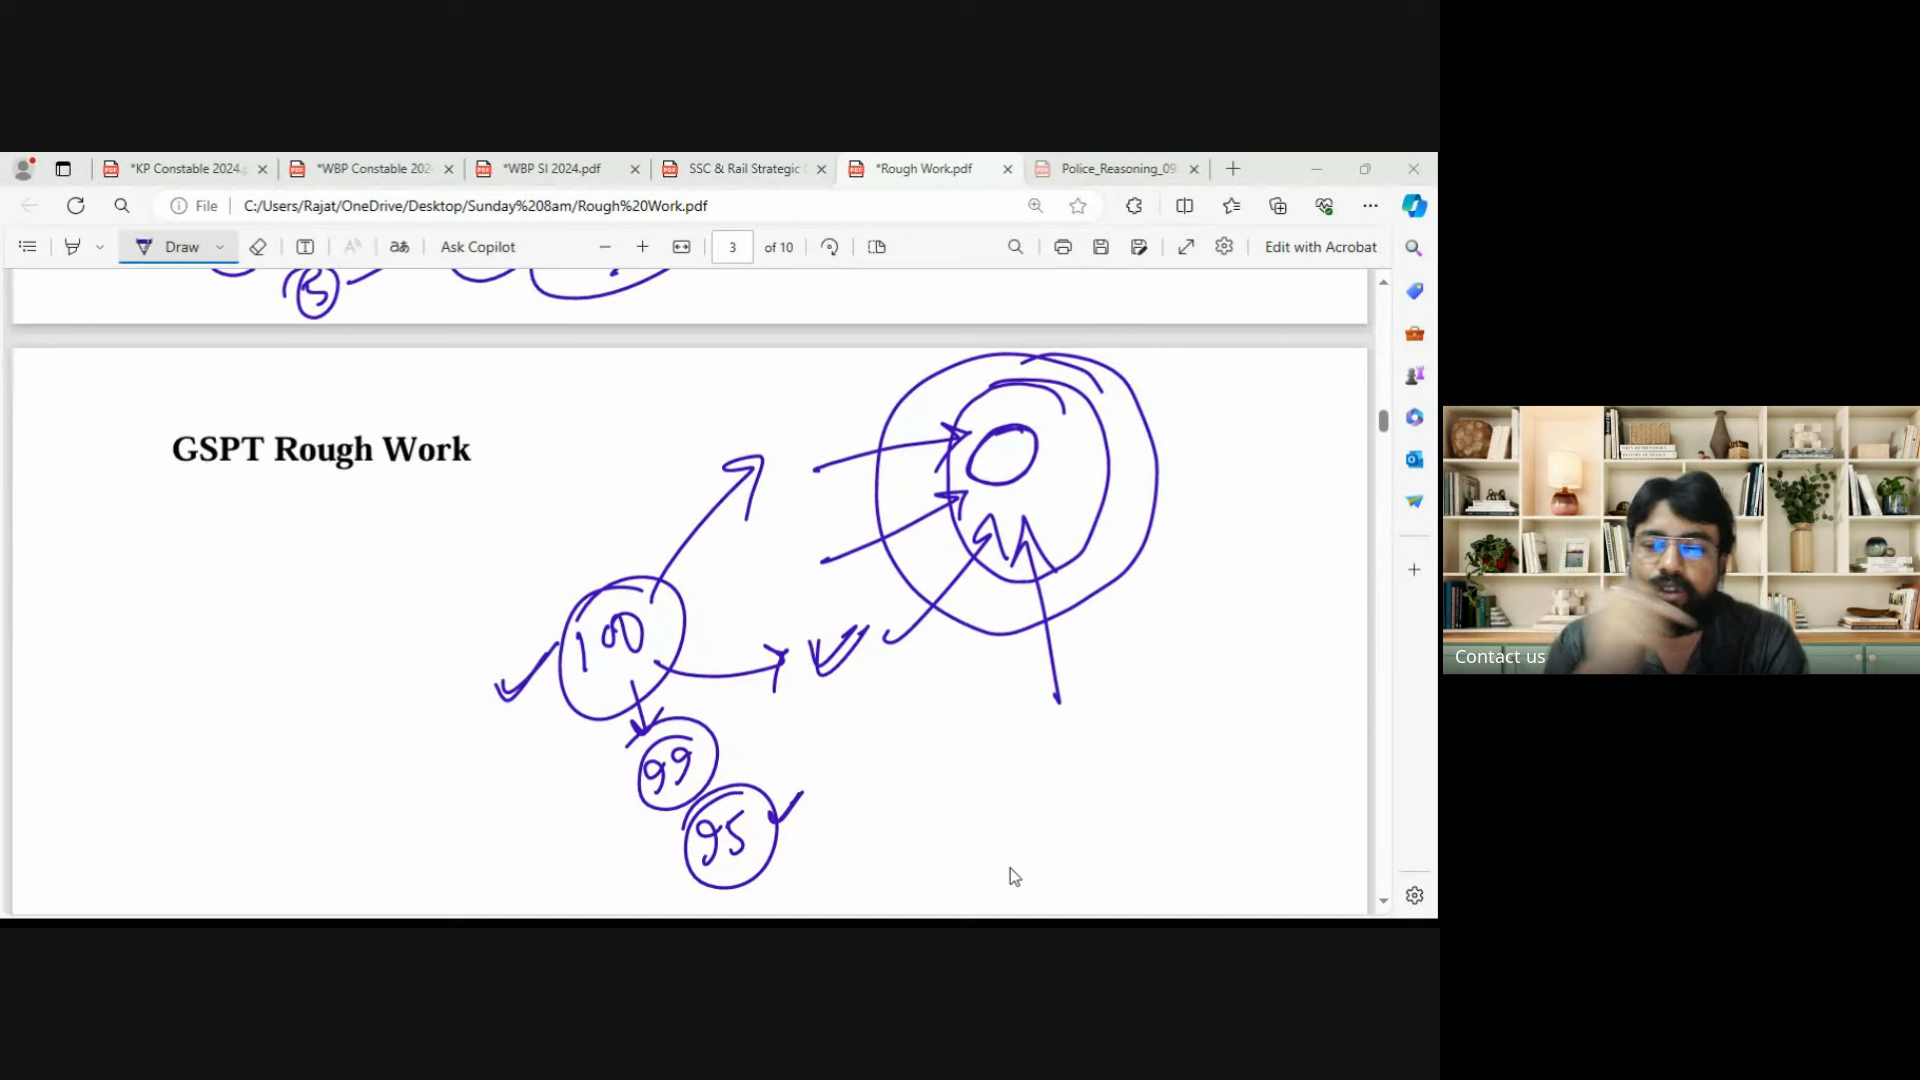 *KP Constable 2024.
*WBP Constable 202
*WBP SI 2024.pdf
SSC & Rail Strategic
*Rough Work.pdf
Police_Reasoning_09
File
C:/Users/Rajat/OneDrive/Desktop/Sunday%208am/Rough%20Work.pdf
Draw
Ask Copilot
3 of 10
Edit with Acrobat
GSPT Rough Work
100
99
95
Contact us